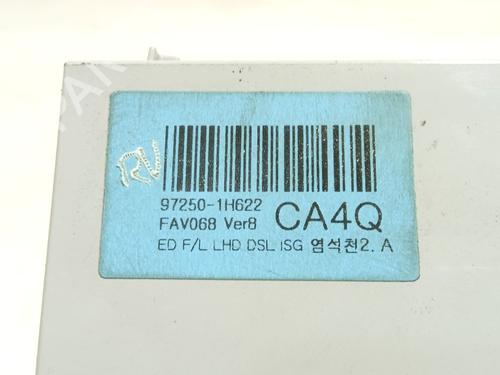 97250-1H622
FAV068 Ver8 CA4Q
ED F/L LHD DSL ISG 염석천2. A